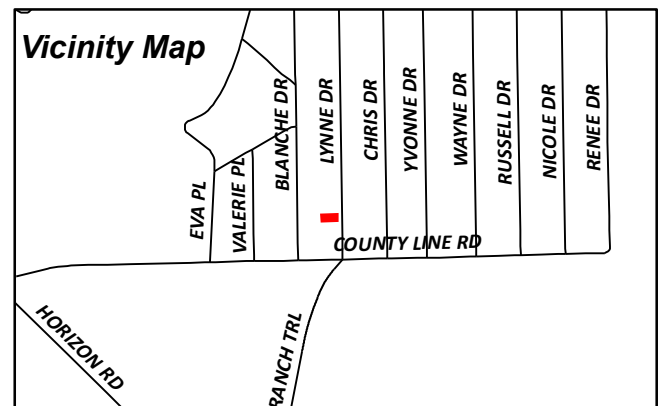 Vicinity Map
EVA PL
VALERIE PL
BLANCHE DR
LYNNE DR
CHRIS DR
YVONNE DR
WAYNE DR
RUSSELL DR
NICOLE DR
RENEE DR
COUNTY LINE RD
HORIZON RD
RANCH TRL